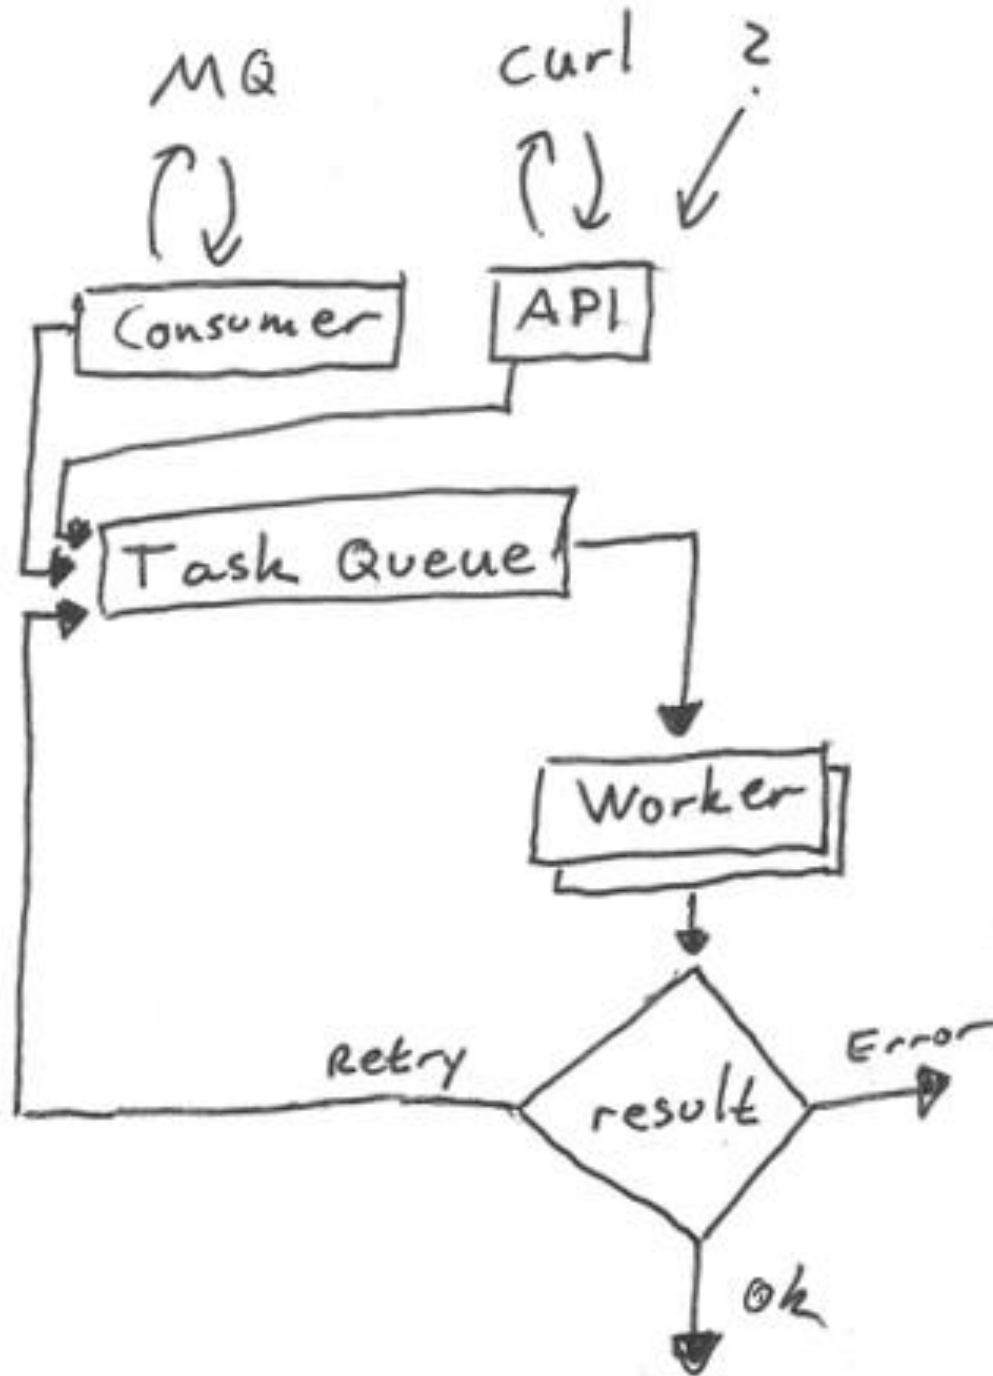 MQ
curl ?
Consumer
API
Task Queue
Worker
Retry
result
Error
Ok